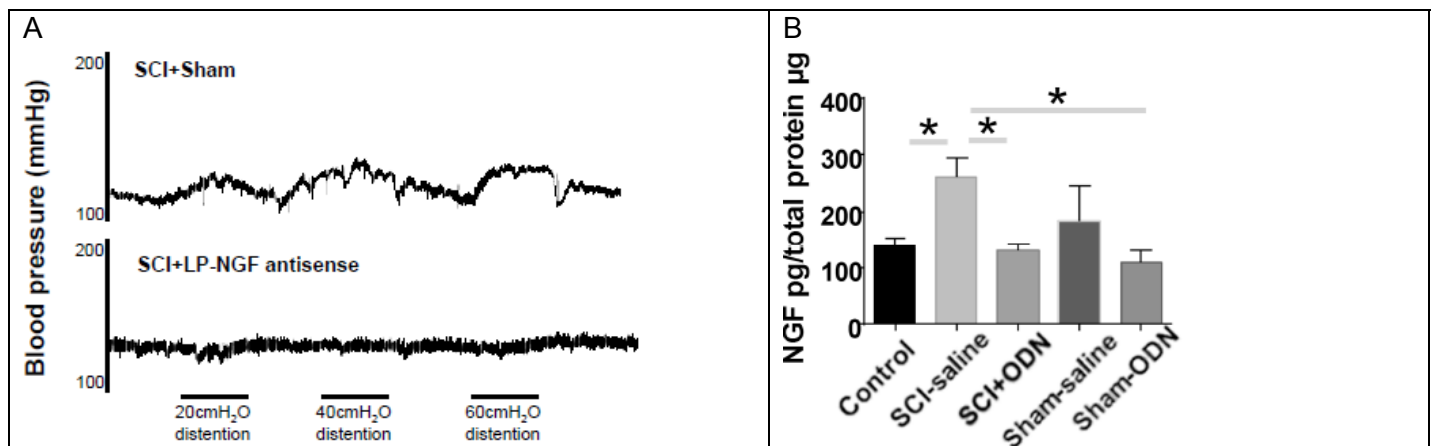 A
Blood pressure (mmHg)
200
SCI+Sham
100
200
SCI+LP-NGF antisense
100
20cmH₂O
distention
40cmH₂O
distention
60cmH₂O
distention
B
NGF pg/total protein µg
400
300
200
100
0
*
*
*
Control
SCI-saline
SCI+ODN
Sham-saline
Sham-ODN